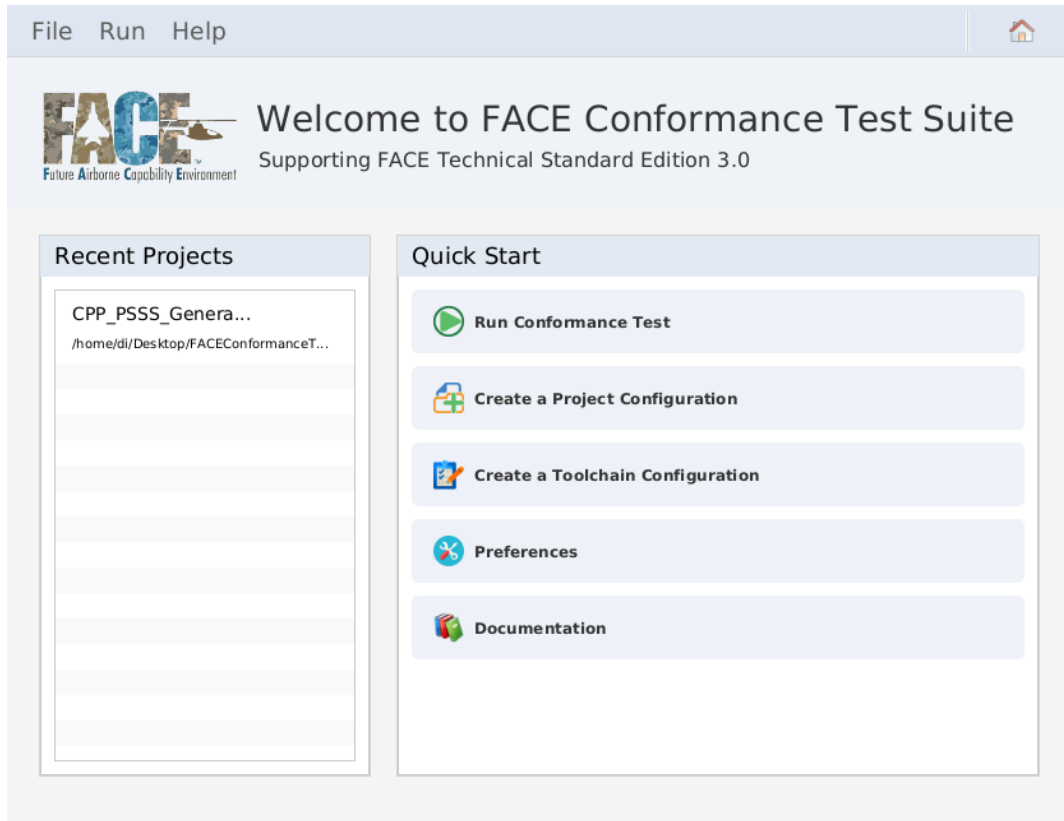 File Run Help
FACE
Future Airborne Capability Environment
Welcome to FACE Conformance Test Suite
Supporting FACE Technical Standard Edition 3.0
Recent Projects
CPP_PSSS_Genera...
/home/di/Desktop/FACEConformanceT...
Quick Start
Run Conformance Test
Create a Project Configuration
Create a Toolchain Configuration
Preferences
Documentation